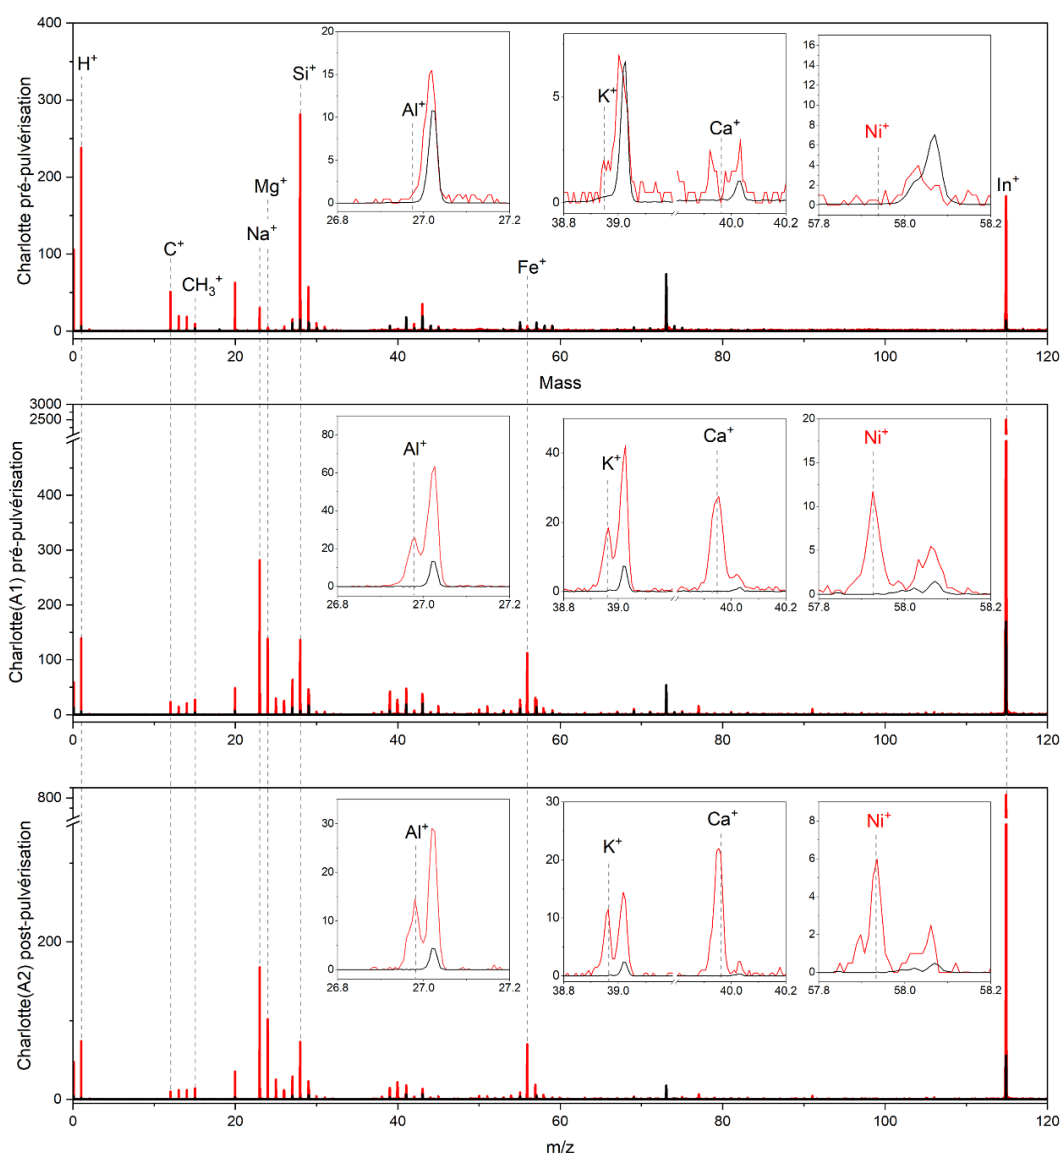 Charlotte pré-pulvérisation
400
300
200
100
0
H⁺
C⁺
CH₃⁺
Na⁺
Mg⁺
Si⁺
Fe⁺
In⁺
20
15
10
5
0
Al⁺
26.8 27.0 27.2
5
0
K⁺
Ca⁺
38.8 39.0 40.0 40.2
16
14
12
10
8
6
4
2
0
Ni⁺
57.8 58.0 58.2
0 20 40 60 80 100 120
Mass
Charlotte(A1) pré-pulvérisation
3000
2500
400
300
200
100
0
80
60
40
20
0
Al⁺
26.8 27.0 27.2
40
20
0
K⁺
Ca⁺
38.8 39.0 40.0 40.2
20
15
10
5
0
Ni⁺
57.8 58.0 58.2
0 20 40 60 80 100 120
Charlotte(A2) post-pulvérisation
800
200
0
30
20
10
0
Al⁺
26.8 27.0 27.2
30
20
10
0
K⁺
Ca⁺
38.8 39.0 40.0 40.2
8
6
4
2
0
Ni⁺
57.8 58.0 58.2
0 20 40 60 80 100 120
m/z